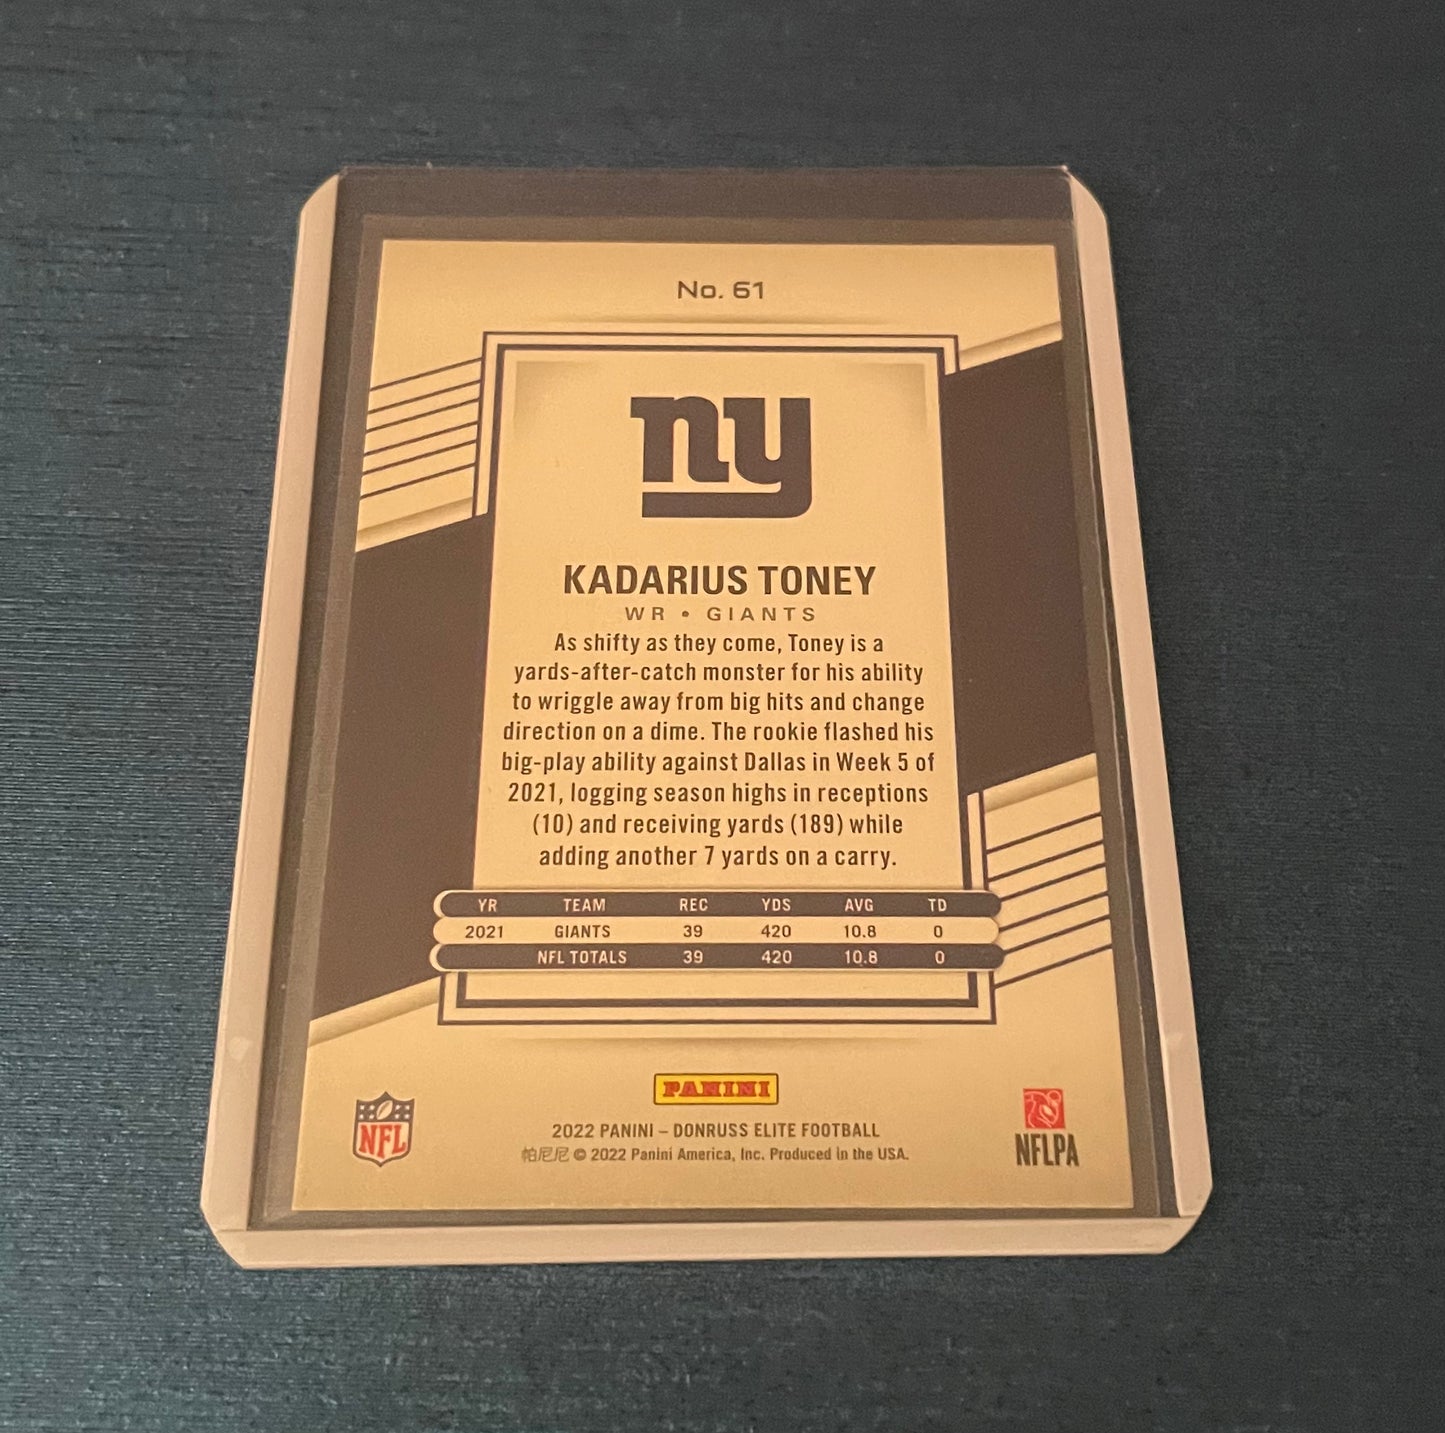 No. 61
ny
KADARIUS TONEY
WR • GIANTS
As shifty as they come, Toney is a
yards-after-catch monster for his ability
to wriggle away from big hits and change
direction on a dime. The rookie flashed his
big-play ability against Dallas in Week 5 of
2021, logging season highs in receptions
(10) and receiving yards (189) while
adding another 7 yards on a carry.
YR TEAM REC YDS AVG TD
2021 GIANTS 39 420 10.8 0
NFL TOTALS 39 420 10.8 0
PANINI
NFL
NFLPA
2022 PANINI – DONRUSS ELITE FOOTBALL
帕尼尼 © 2022 Panini America, Inc. Produced in the USA.